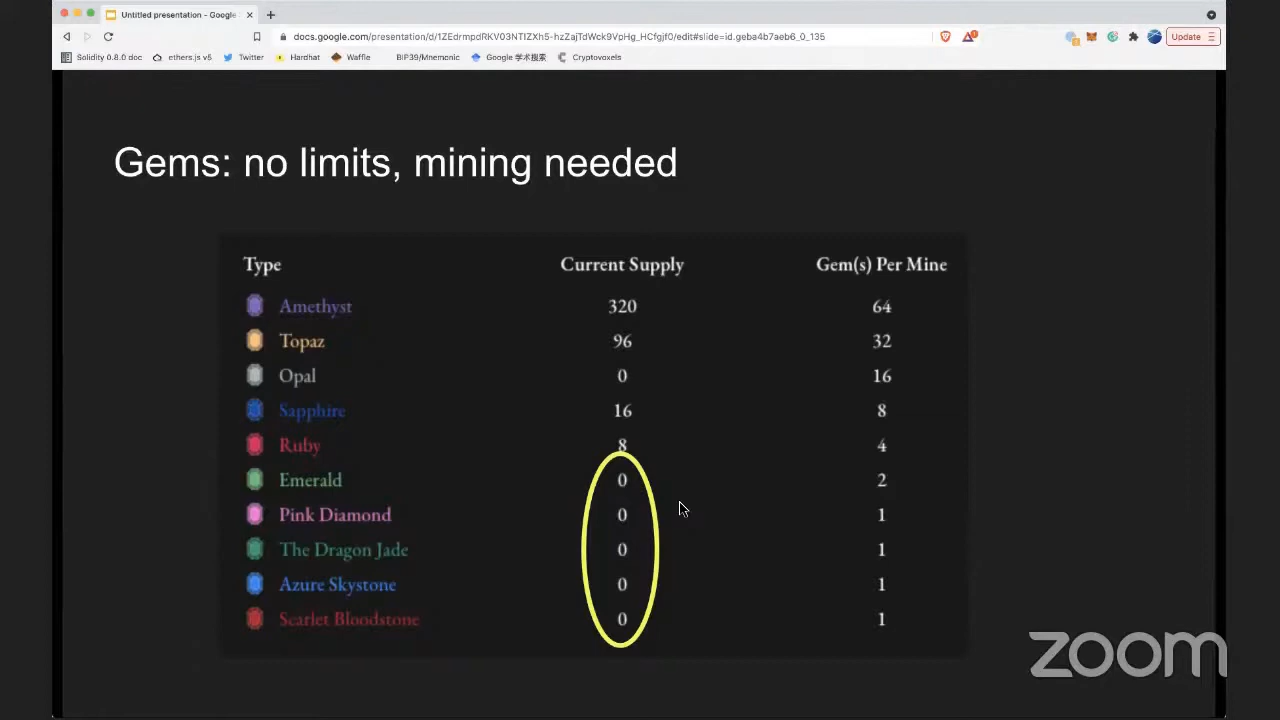 Untitled presentation - Google
docs.google.com/presentation/d/1ZEdrmpdRKV03NTIZXh5-hzZajTdWck9VpHg_HCfgjf0/edit#slide=id.geba4b7aeb6_0_135
Update
Solidity 0.8.0 doc ethers.js v5 Twitter Hardhat Waffle BIP39/Mnemonic Google 学术搜索 Cryptovoxels
Gems: no limits, mining needed
Type Current Supply Gem(s) Per Mine
Amethyst 320 64
Topaz 96 32
Opal 0 16
Sapphire 16 8
Ruby 8 4
Emerald 0 2
Pink Diamond 0 1
The Dragon Jade 0 1
Azure Skystone 0 1
Scarlet Bloodstone 0 1
zoom